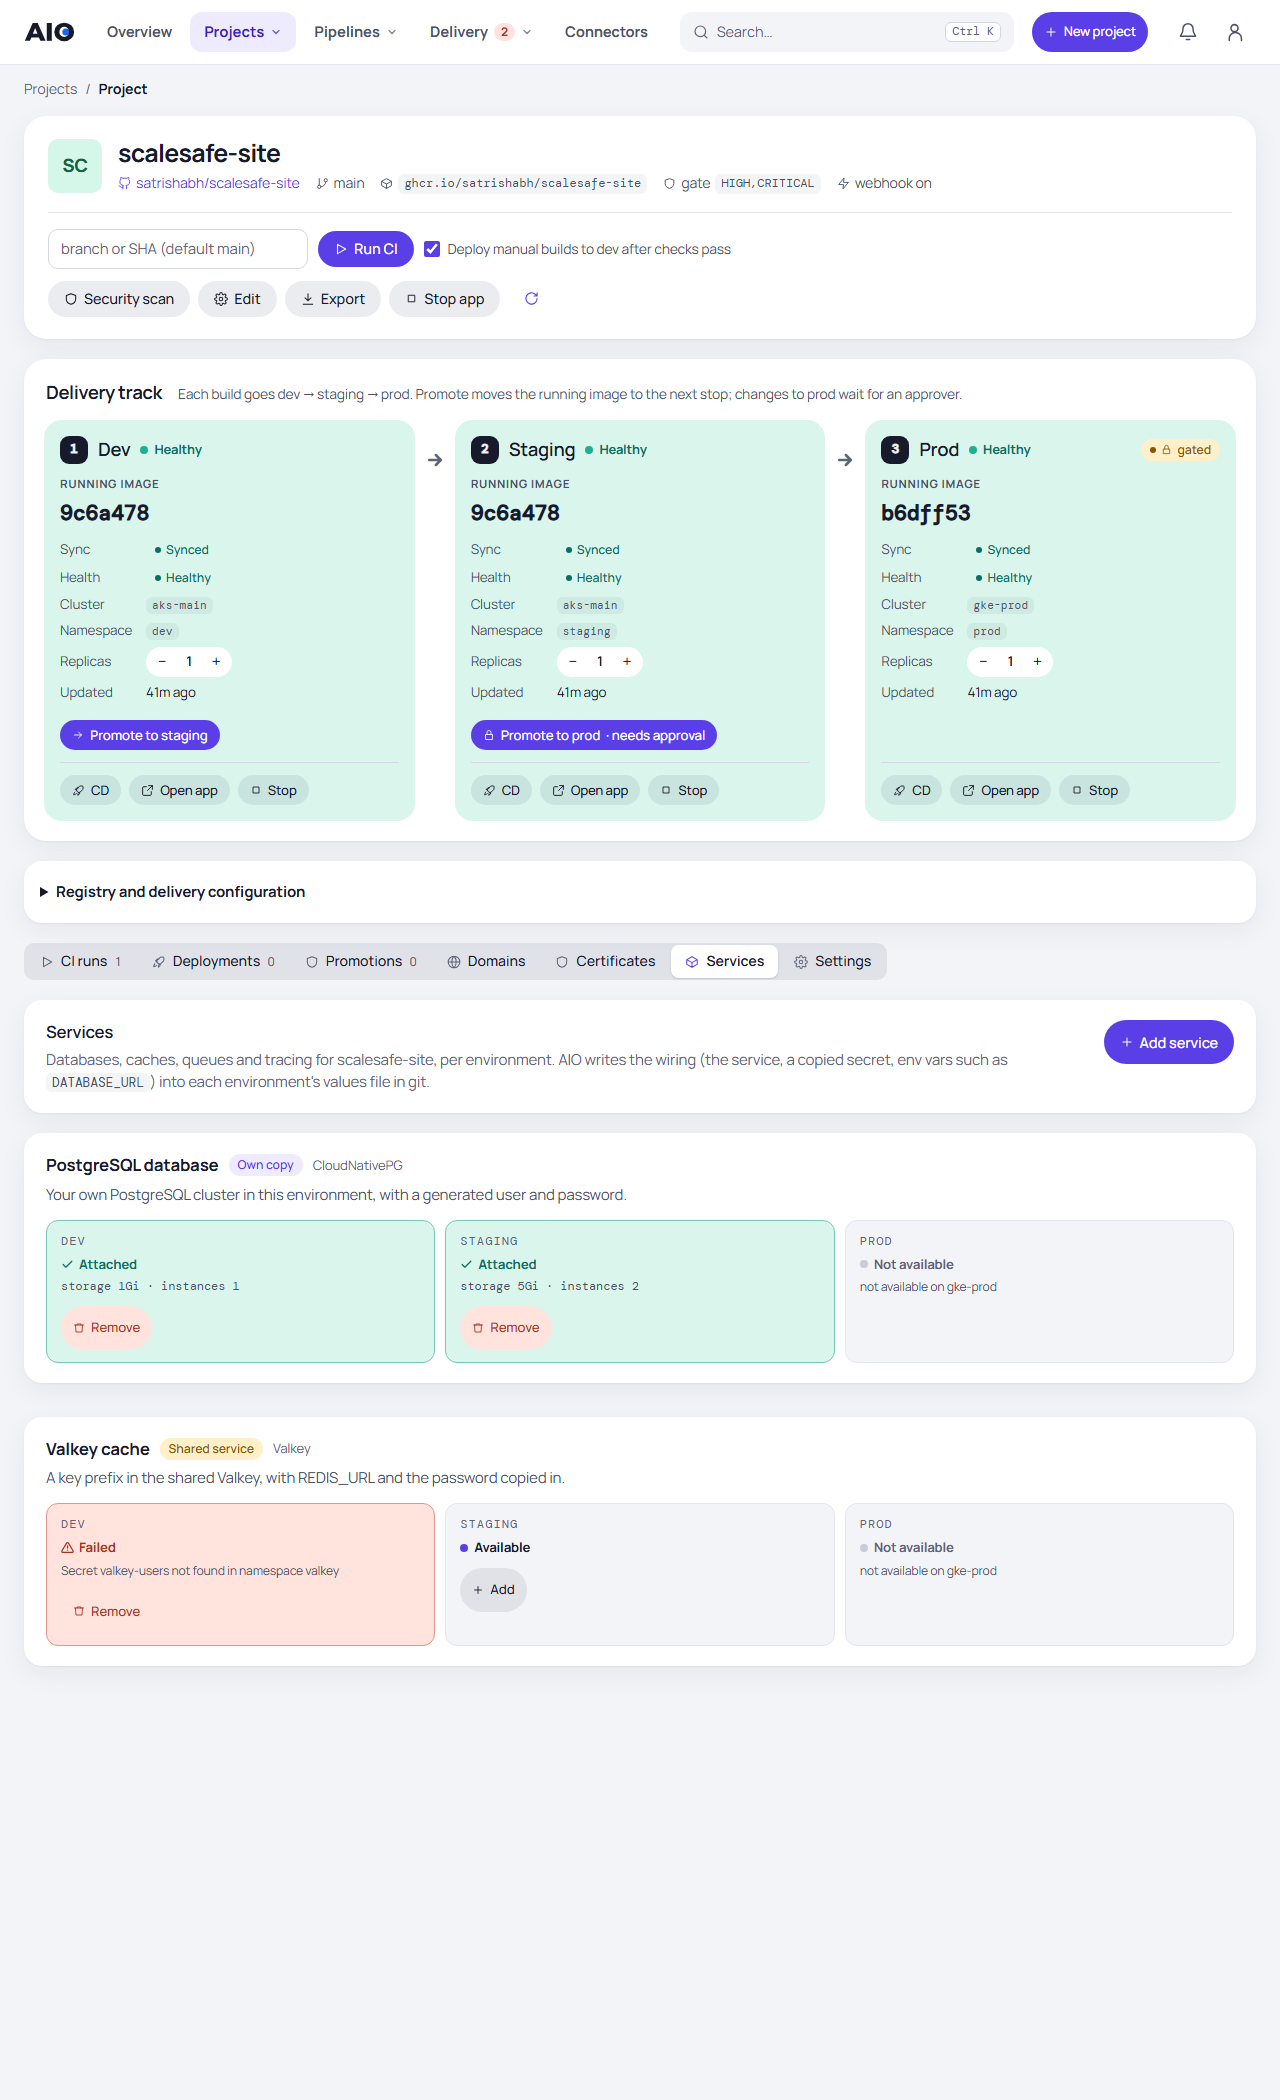 AIO Overview Projects Pipelines Delivery 2 Connectors Search... Ctrl K + New project
Projects / Project
SC
scalesafe-site
satrishabh/scalesafe-site main ghcr.io/satrishabh/scalesafe-site gate HIGH,CRITICAL webhook on
branch or SHA (default main) Run CI Deploy manual builds to dev after checks pass
Security scan Edit Export Stop app
Delivery track Each build goes dev → staging → prod. Promote moves the running image to the next stop; changes to prod wait for an approver.
1 Dev Healthy
RUNNING IMAGE
9c6a478
Sync Synced
Health Healthy
Cluster aks-main
Namespace dev
Replicas − 1 +
Updated 41m ago
→ Promote to staging
CD Open app Stop
→
2 Staging Healthy
RUNNING IMAGE
9c6a478
Sync Synced
Health Healthy
Cluster aks-main
Namespace staging
Replicas − 1 +
Updated 41m ago
Promote to prod · needs approval
CD Open app Stop
→
3 Prod Healthy gated
RUNNING IMAGE
b6dff53
Sync Synced
Health Healthy
Cluster gke-prod
Namespace prod
Replicas − 1 +
Updated 41m ago
CD Open app Stop
Registry and delivery configuration
CI runs 1 Deployments 0 Promotions 0 Domains Certificates Services Settings
Services
Databases, caches, queues and tracing for scalesafe-site, per environment. AIO writes the wiring (the service, a copied secret, env vars such as
DATABASE_URL ) into each environment's values file in git.
+ Add service
PostgreSQL database Own copy CloudNativePG
Your own PostgreSQL cluster in this environment, with a generated user and password.
DEV
Attached
storage 1Gi · instances 1
Remove
STAGING
Attached
storage 5Gi · instances 2
Remove
PROD
Not available
not available on gke-prod
Valkey cache Shared service Valkey
A key prefix in the shared Valkey, with REDIS_URL and the password copied in.
DEV
Failed
Secret valkey-users not found in namespace valkey
Remove
STAGING
Available
+ Add
PROD
Not available
not available on gke-prod